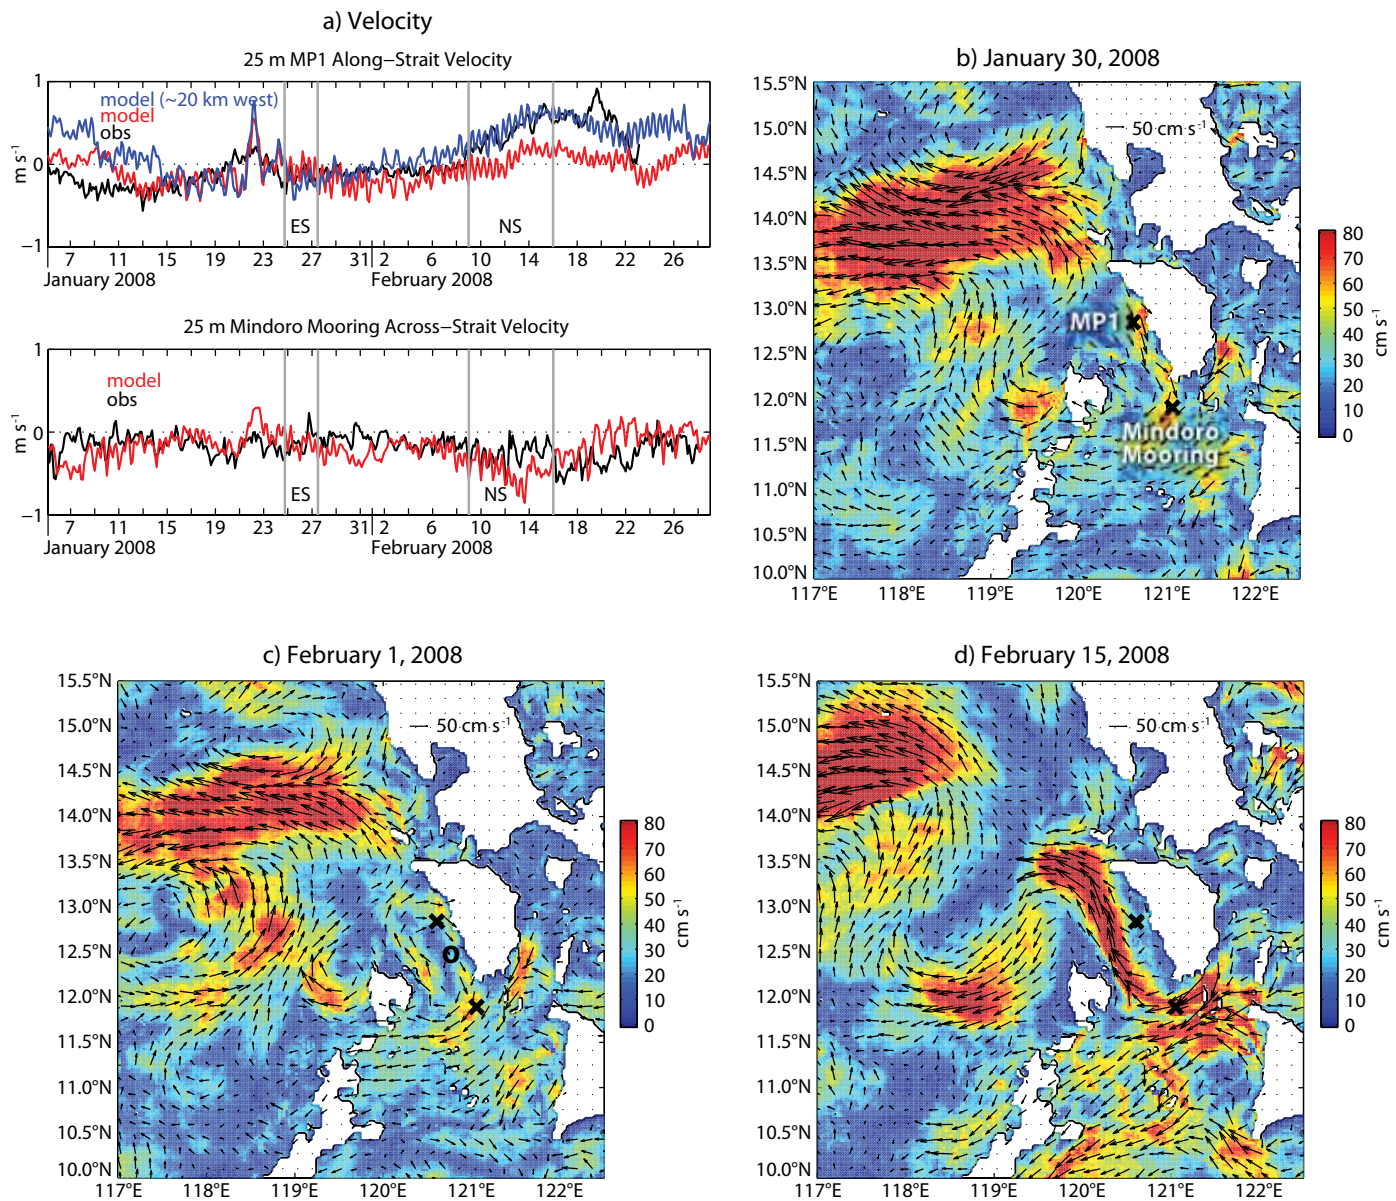 a) Velocity
25 m MP1 Along–Strait Velocity
1
0
−1
m s⁻¹
model (~20 km west)
model
obs
ES
NS
7 11 15 19 23 27 31 2 6 10 14 18 22 26
January 2008 February 2008
25 m Mindoro Mooring Across–Strait Velocity
1
0
−1
m s⁻¹
model
obs
ES
NS
7 11 15 19 23 27 31 2 6 10 14 18 22 26
January 2008 February 2008
b) January 30, 2008
15.5°N
15.0°N
14.5°N
14.0°N
13.5°N
13.0°N
12.5°N
12.0°N
11.5°N
11.0°N
10.5°N
10.0°N
117°E 118°E 119°E 120°E 121°E 122°E
50 cm s⁻¹
MP1
Mindoro
Mooring
80
70
60
50
40
30
20
10
0
cm s⁻¹
c) February 1, 2008
15.5°N
15.0°N
14.5°N
14.0°N
13.5°N
13.0°N
12.5°N
12.0°N
11.5°N
11.0°N
10.5°N
10.0°N
117°E 118°E 119°E 120°E 121°E 122°E
50 cm s⁻¹
O
80
70
60
50
40
30
20
10
0
cm s⁻¹
d) February 15, 2008
15.5°N
15.0°N
14.5°N
14.0°N
13.5°N
13.0°N
12.5°N
12.0°N
11.5°N
11.0°N
10.5°N
10.0°N
117°E 118°E 119°E 120°E 121°E 122°E
50 cm s⁻¹
80
70
60
50
40
30
20
10
0
cm s⁻¹